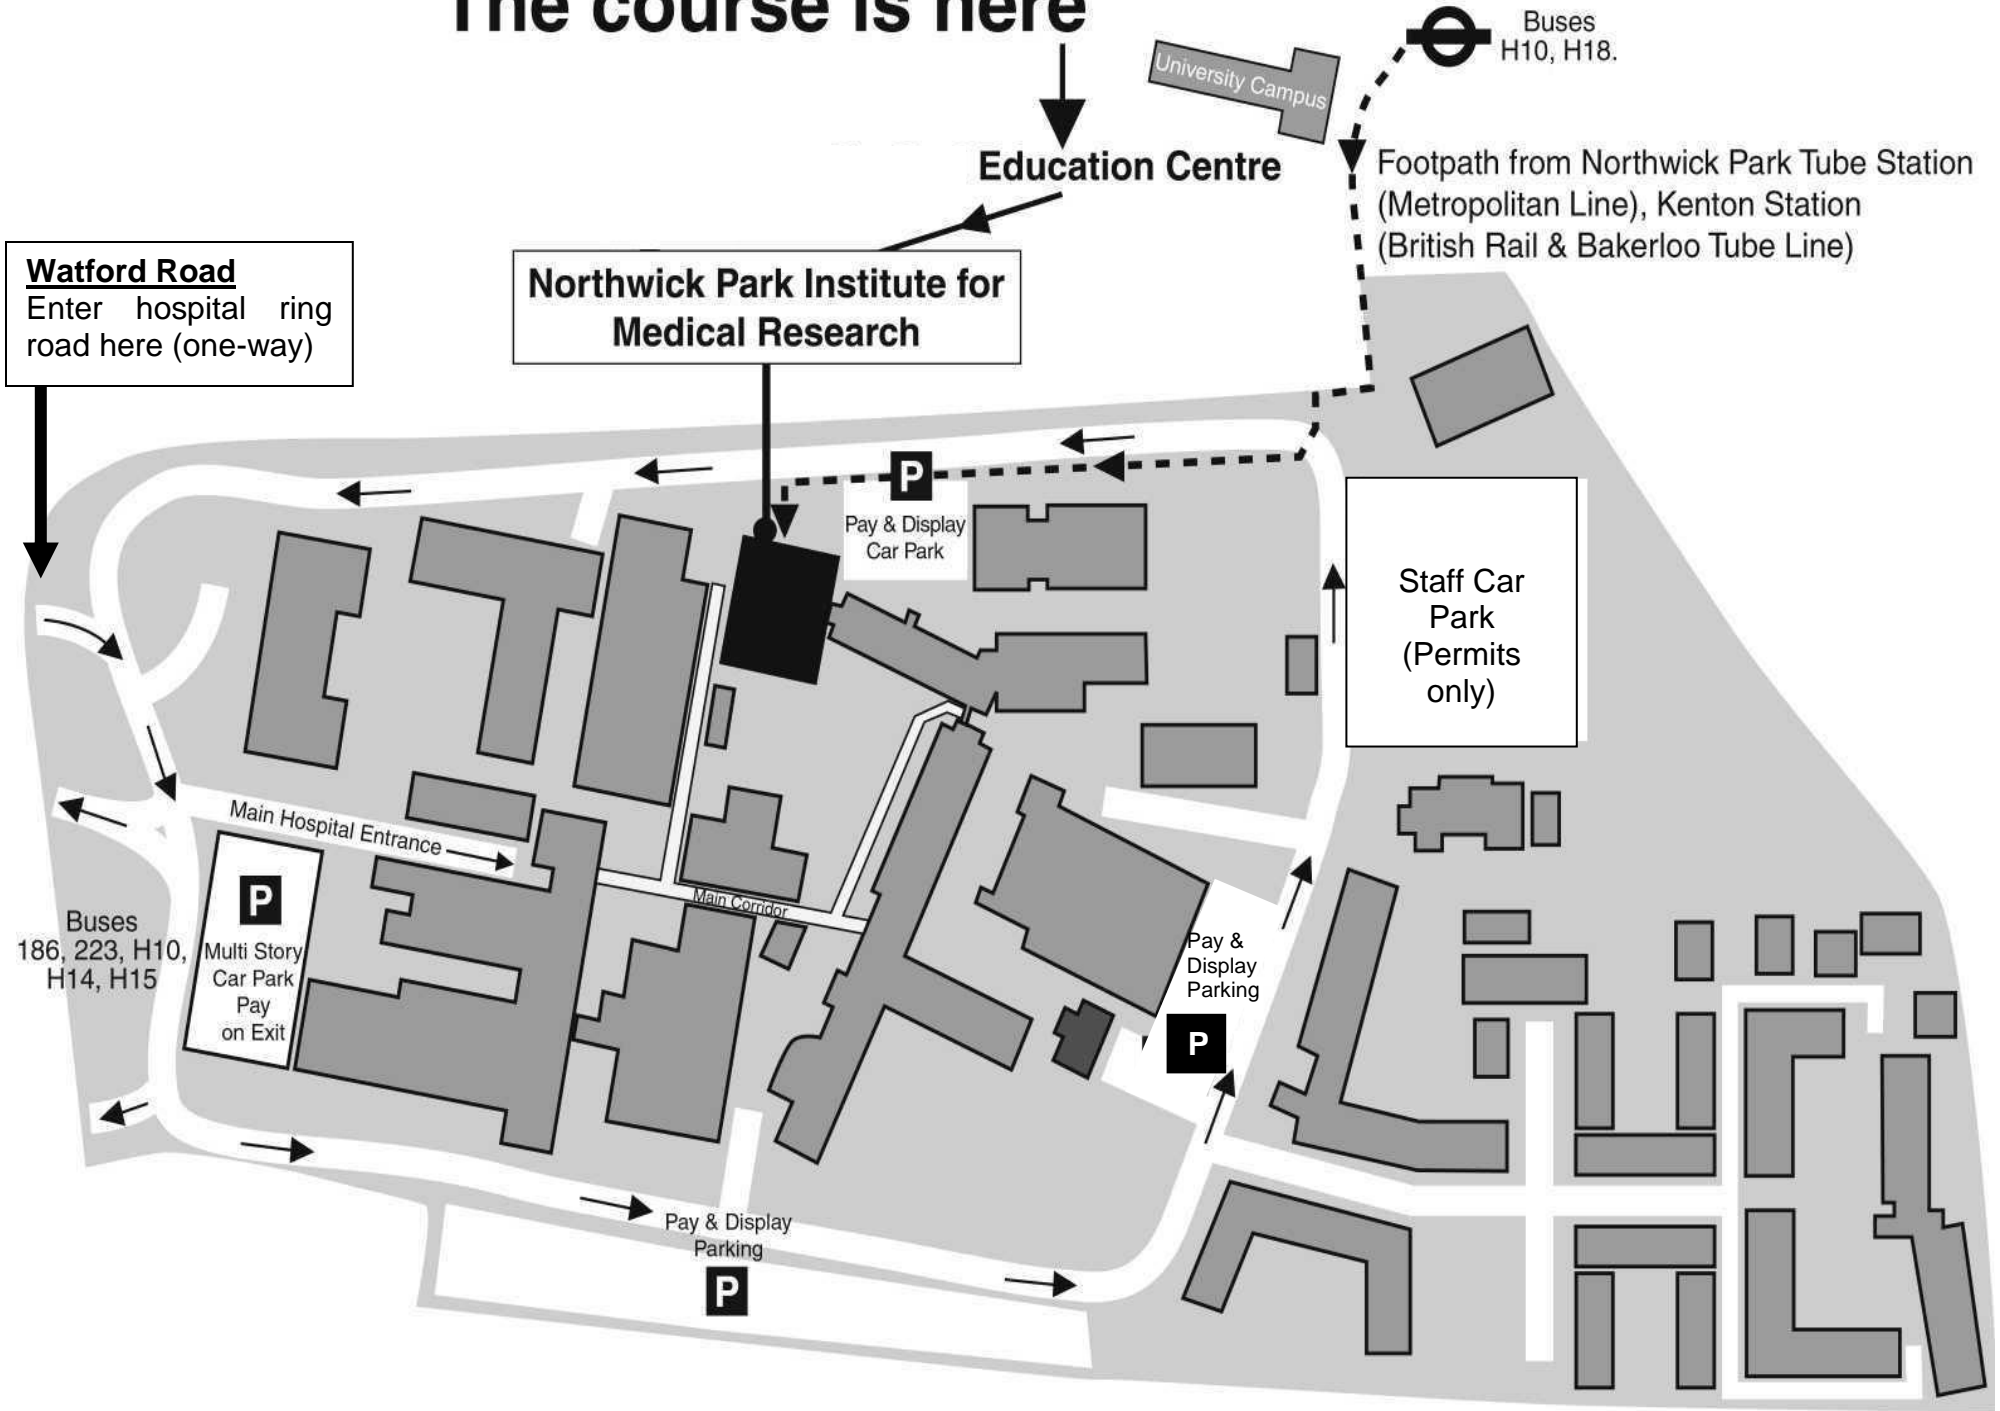 The course is here
Buses
H10, H18.
University Campus
Education Centre
Footpath from Northwick Park Tube Station
(Metropolitan Line), Kenton Station
(British Rail & Bakerloo Tube Line)
Watford Road
Enter hospital ring
road here (one-way)
Northwick Park Institute for
Medical Research
P
Pay & Display
Car Park
Staff Car
Park
(Permits
only)
Main Hospital Entrance
Main Corridor
P
Multi Story
Car Park
Pay
on Exit
Buses
186, 223, H10,
H14, H15
Pay &
Display
Parking
P
Pay & Display
Parking
P